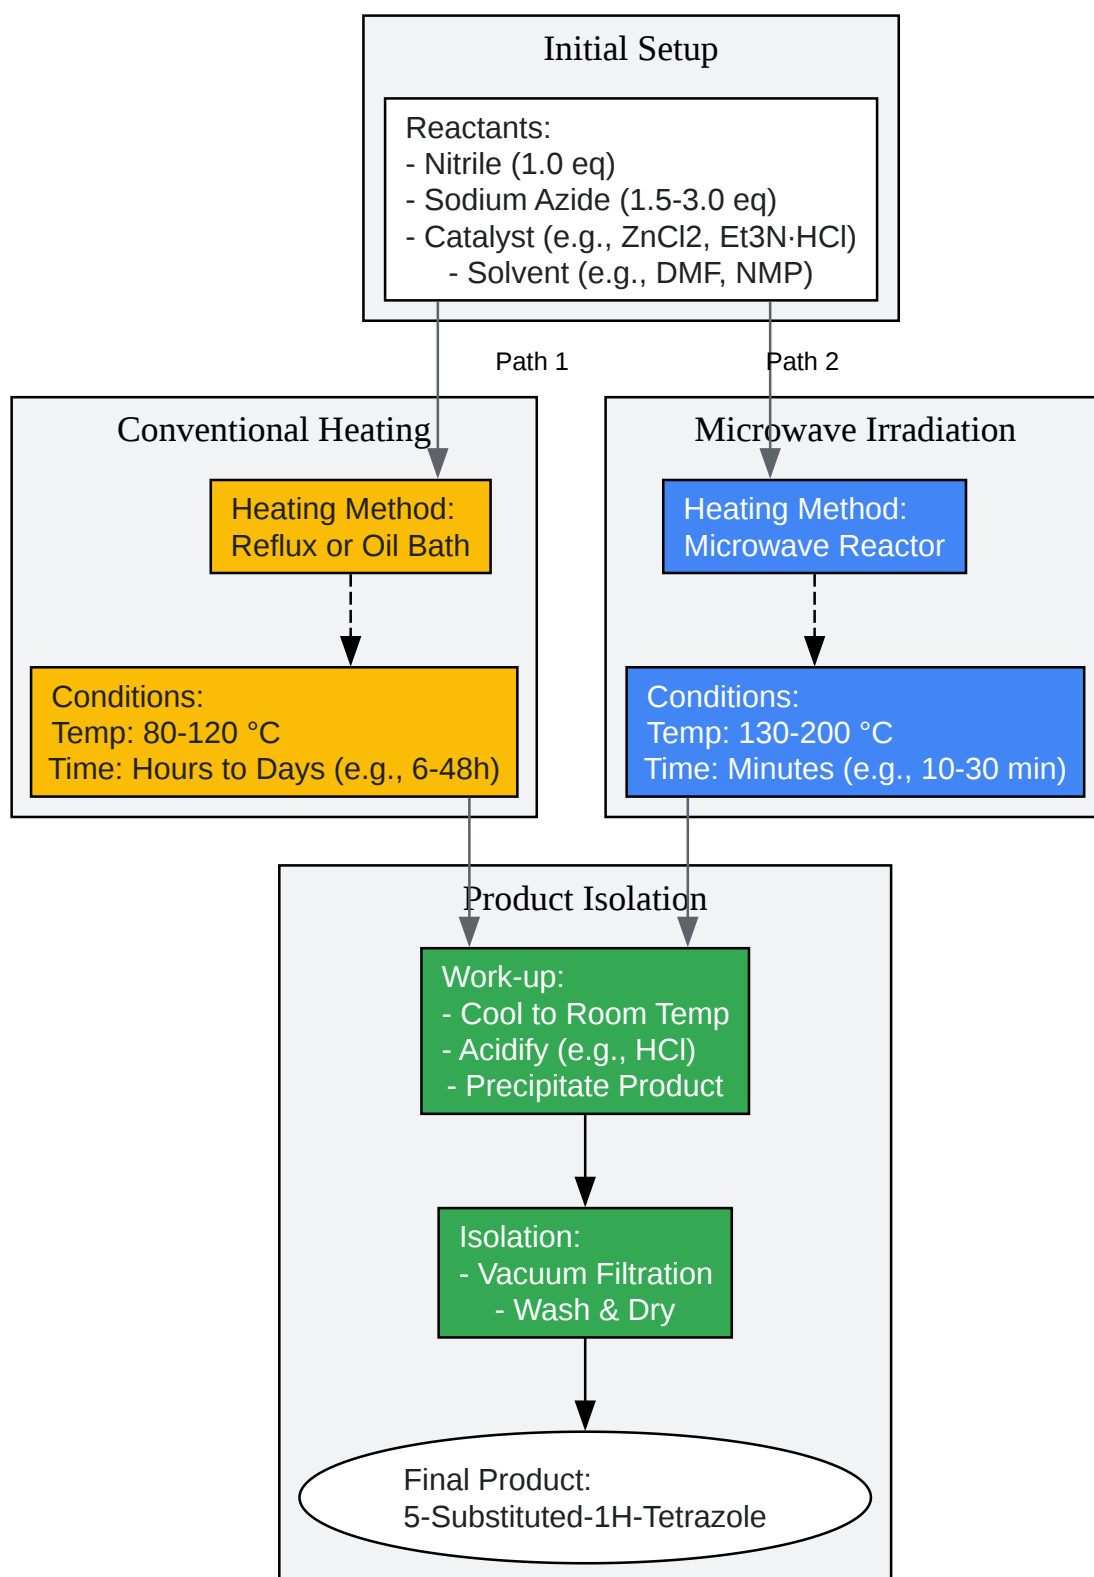 Initial Setup
Reactants:
- Nitrile (1.0 eq)
- Sodium Azide (1.5-3.0 eq)
- Catalyst (e.g., ZnCl2, Et3N·HCl)
- Solvent (e.g., DMF, NMP)
Path 1
Path 2
Conventional Heating
Heating Method:
Reflux or Oil Bath
Conditions:
Temp: 80-120 °C
Time: Hours to Days (e.g., 6-48h)
Microwave Irradiation
Heating Method:
Microwave Reactor
Conditions:
Temp: 130-200 °C
Time: Minutes (e.g., 10-30 min)
Product Isolation
Work-up:
- Cool to Room Temp
- Acidify (e.g., HCl)
- Precipitate Product
Isolation:
- Vacuum Filtration
- Wash & Dry
Final Product:
5-Substituted-1H-Tetrazole